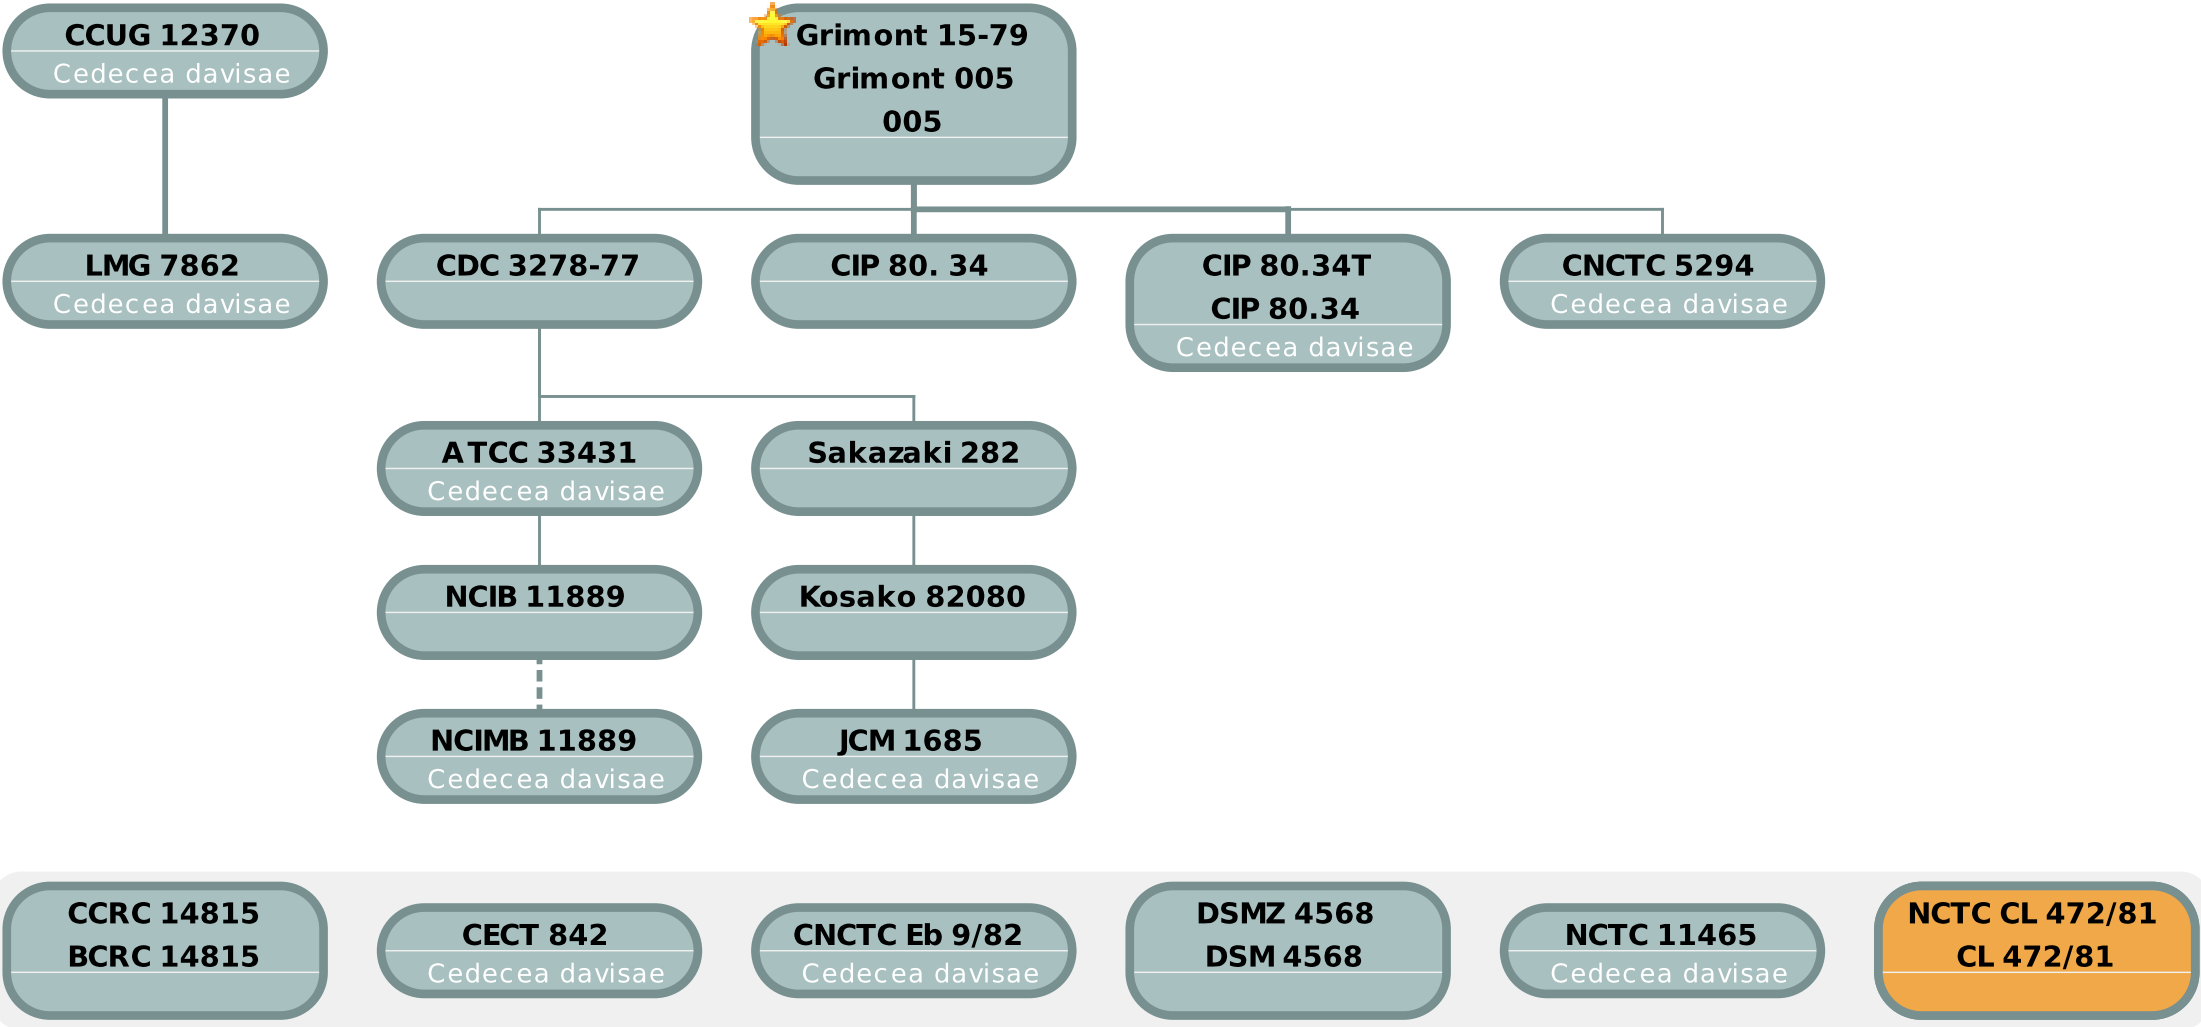 CCUG 12370
Cedecea davisae
Grimont 15-79
Grimont 005
005
LMG 7862
Cedecea davisae
CDC 3278-77
CIP 80. 34
CIP 80.34T
CIP 80.34
Cedecea davisae
CNCTC 5294
Cedecea davisae
ATCC 33431
Cedecea davisae
Sakazaki 282
NCIB 11889
Kosako 82080
NCIMB 11889
Cedecea davisae
JCM 1685
Cedecea davisae
CCRC 14815
BCRC 14815
CECT 842
Cedecea davisae
CNCTC Eb 9/82
Cedecea davisae
DSMZ 4568
DSM 4568
NCTC 11465
Cedecea davisae
NCTC CL 472/81
CL 472/81